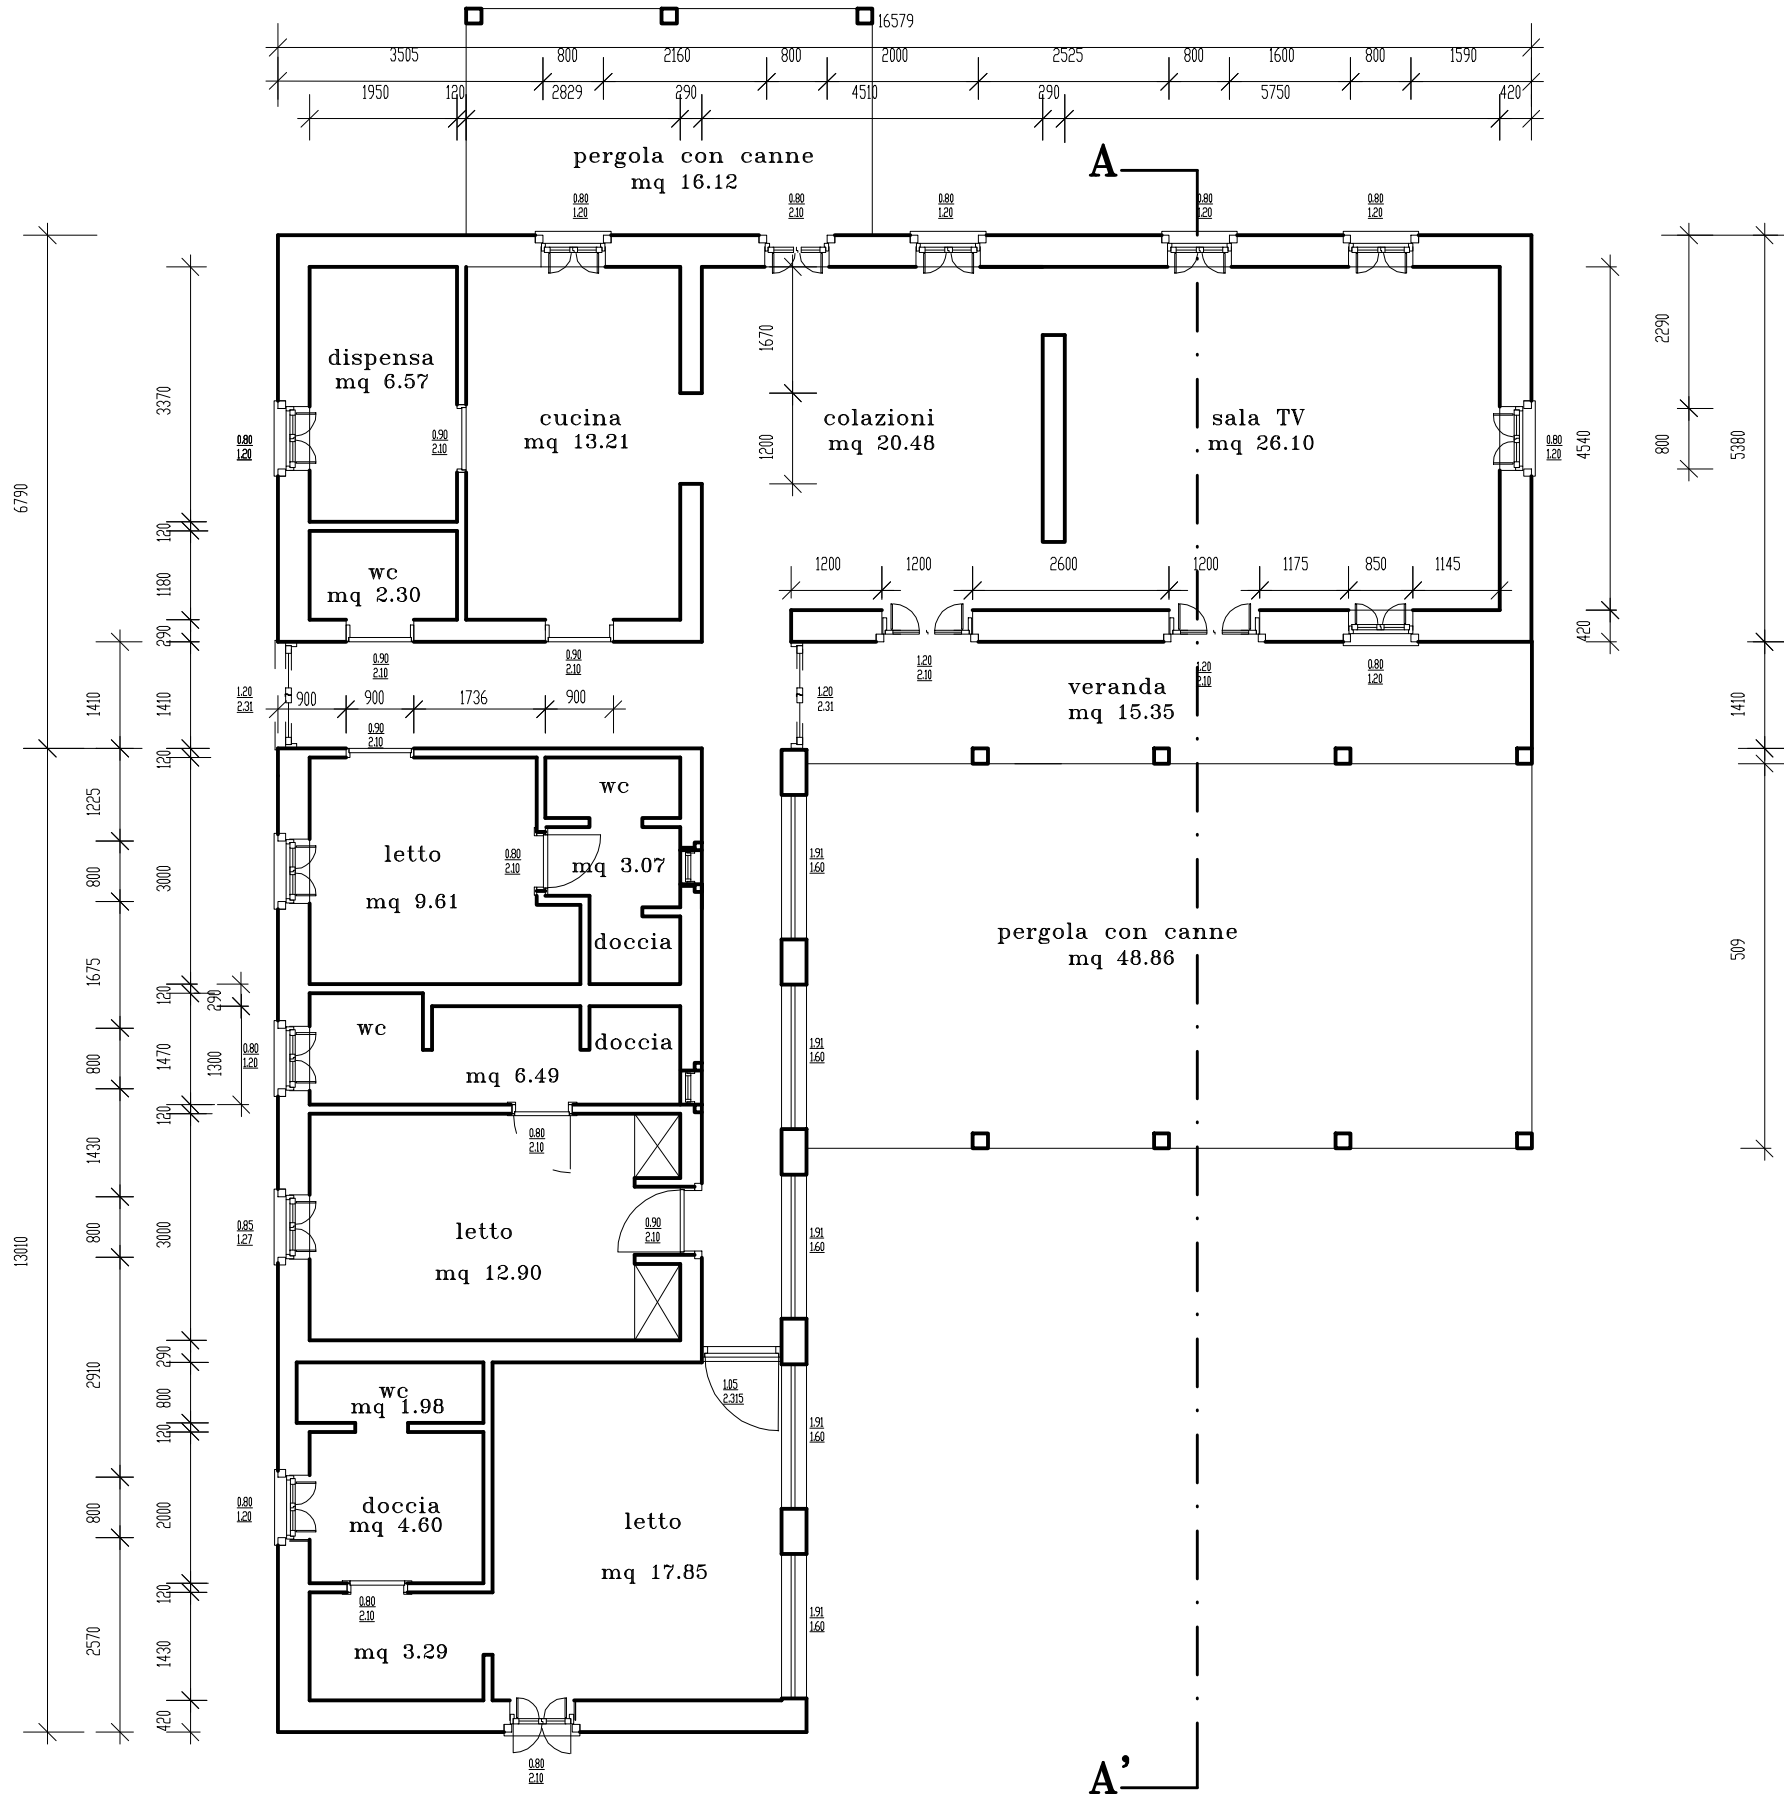 16579
3505 800 2160 800 2000 2525 800 1600 800 1590
1950 120 2829 290 4510 290 5750 420
pergola con canne
mq 16.12
A
0.80
1.20
0.80
2.10
0.80
1.20
0.80
1.20
0.80
1.20
dispensa
mq 6.57
cucina
mq 13.21
colazioni
mq 20.48
sala TV
mq 26.10
0.80
1.20
0.90
2.10
1670
1200
0.80
1.20
wc
mq 2.30
1200 1200 2600 1200 1175 850 1145
0.90
2.10
0.90
2.10
1.20
2.10
1.20
2.10
0.80
1.20
1.20
2.31
900 900 1736 900
1.20
2.31
veranda
mq 15.35
0.90
2.10
wc
letto
mq 9.61
0.80
2.10
mq 3.07
doccia
1.91
1.60
pergola con canne
mq 48.86
wc
doccia
mq 6.49
0.80
1.20
1.91
1.60
0.80
2.10
letto
mq 12.90
0.85
1.27
0.90
2.10
1.91
1.60
wc
mq 1.98
1.05
2.315
1.91
1.60
doccia
mq 4.60
0.80
1.20
letto
mq 17.85
0.80
2.10
mq 3.29
1.91
1.60
0.80
2.10
A'
6790
13010
1410
1225
800
1675
800
1430
800
2910
800
2570
3370
120
1180
290
1410
120
3000
120
1470
120
3000
290
800
120
2000
120
1430
420
290
1300
4540
420
2290
800
5380
1410
509